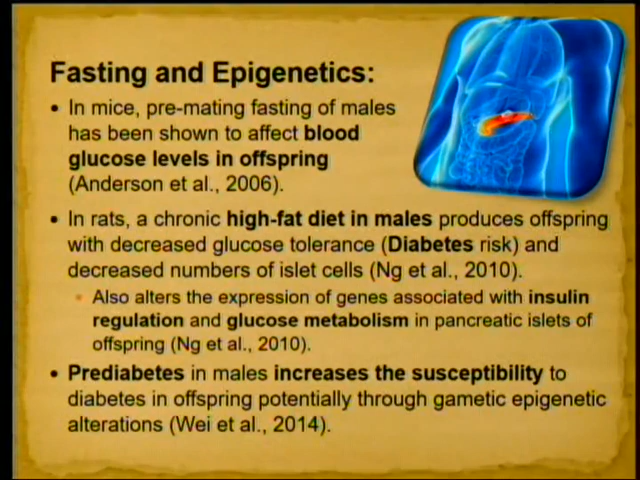 Fasting and Epigenetics:
• In mice, pre-mating fasting of males
has been shown to affect blood
glucose levels in offspring
(Anderson et al., 2006).
• In rats, a chronic high-fat diet in males produces offspring
with decreased glucose tolerance (Diabetes risk) and
decreased numbers of islet cells (Ng et al., 2010).
• Also alters the expression of genes associated with insulin
regulation and glucose metabolism in pancreatic islets of
offspring (Ng et al., 2010).
• Prediabetes in males increases the susceptibility to
diabetes in offspring potentially through gametic epigenetic
alterations (Wei et al., 2014).